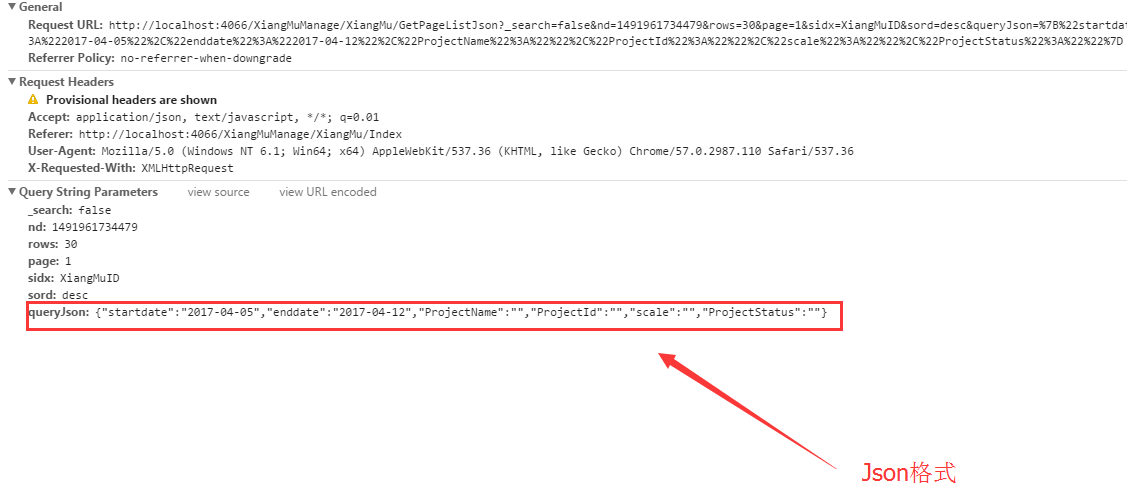 General
Request URL: http://localhost:4066/XiangMuManage/XiangMu/GetPageListJson?_search=false&nd=1491961734479&rows=30&page=1&sidx=XiangMuID&sord=desc&queryJson=%7B%22startdat
3A%222017-04-05%22%2C%22enddate%22%3A%222017-04-12%22%2C%22ProjectName%22%3A%22%22%2C%22ProjectId%22%3A%22%22%2C%22scale%22%3A%22%22%2C%22ProjectStatus%22%3A%22%22%7D
Referrer Policy: no-referrer-when-downgrade
Request Headers
Provisional headers are shown
Accept: application/json, text/javascript, */*; q=0.01
Referer: http://localhost:4066/XiangMuManage/XiangMu/Index
User-Agent: Mozilla/5.0 (Windows NT 6.1; Win64; x64) AppleWebKit/537.36 (KHTML, like Gecko) Chrome/57.0.2987.110 Safari/537.36
X-Requested-With: XMLHttpRequest
Query String Parameters view source view URL encoded
_search: false
nd: 1491961734479
rows: 30
page: 1
sidx: XiangMuID
sord: desc
queryJson: {"startdate":"2017-04-05","enddate":"2017-04-12","ProjectName":"","ProjectId":"","scale":"","ProjectStatus":""}
Json格式